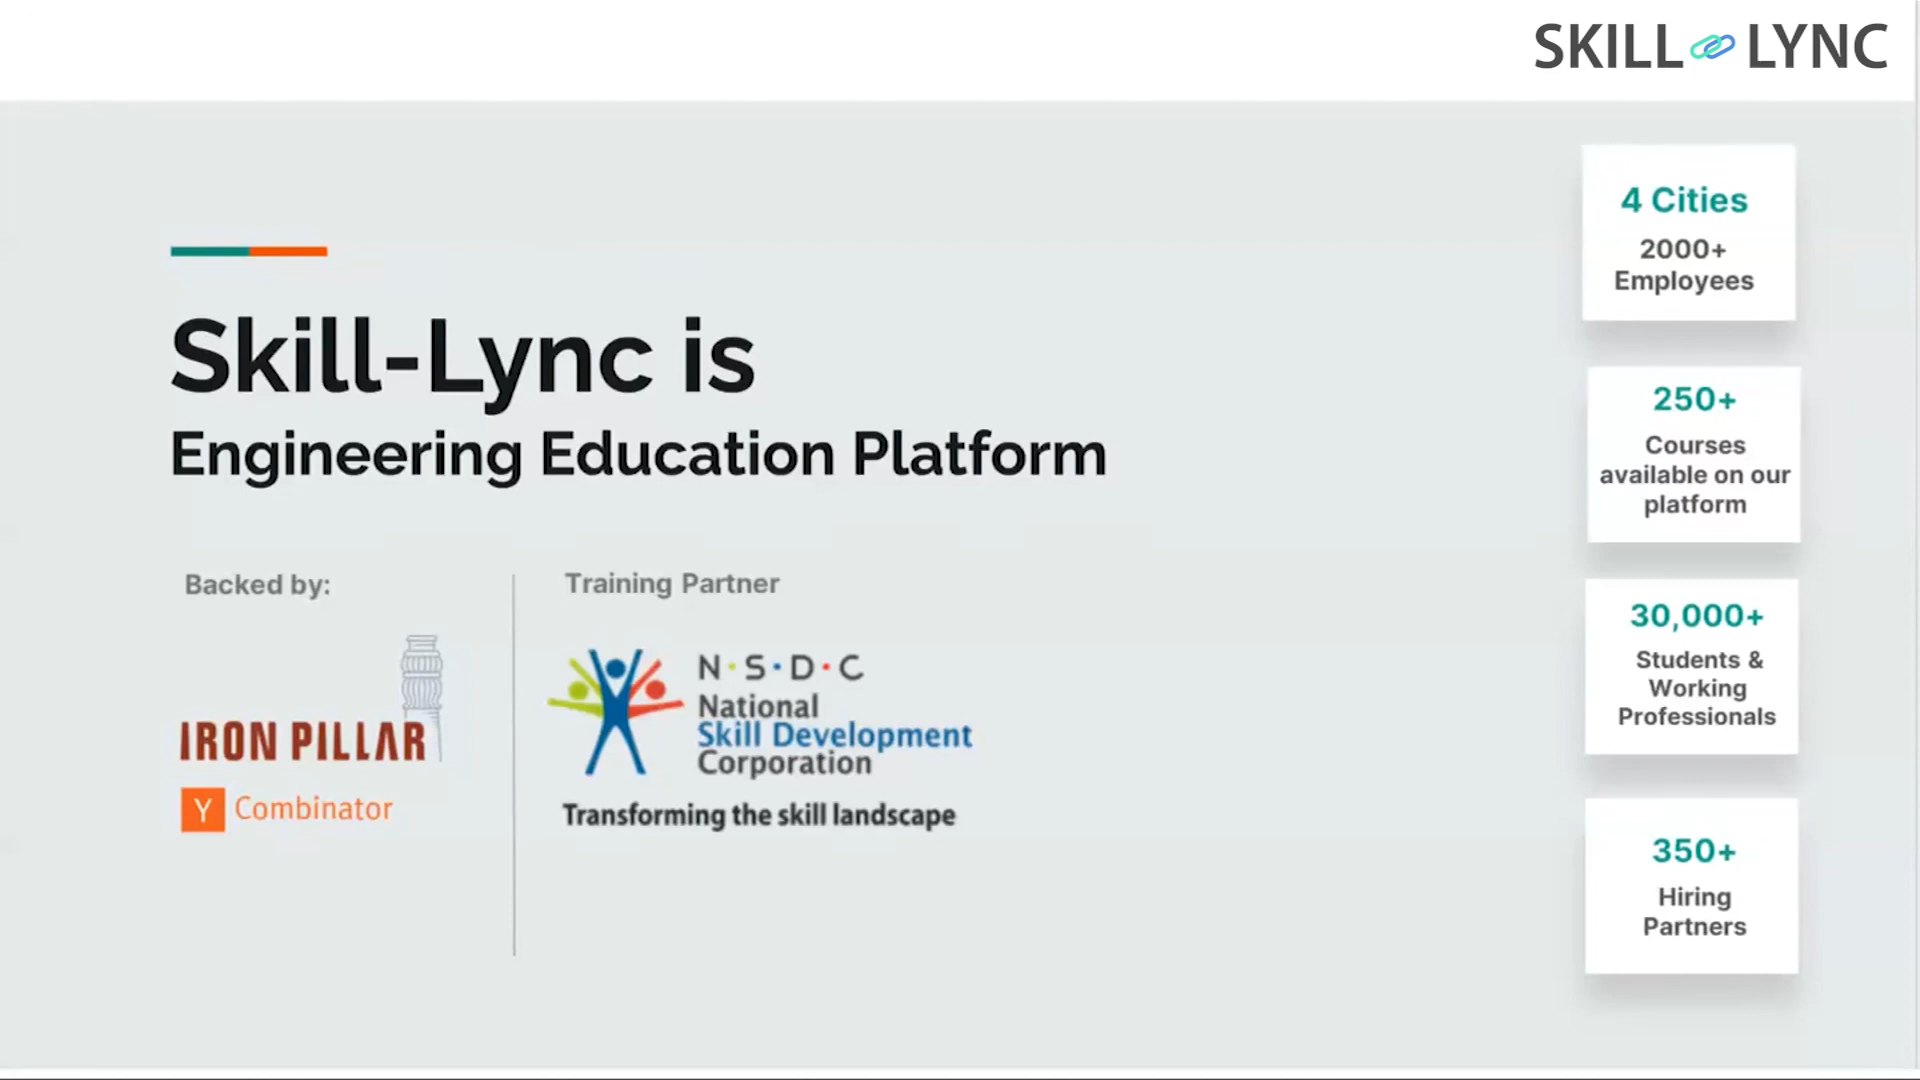 SKILL LYNC
Skill-Lync is
Engineering Education Platform
Backed by:
IRON PILLAR
Y Combinator
Training Partner
N·S·D·C
National
Skill Development
Corporation
Transforming the skill landscape
4 Cities
2000+
Employees
250+
Courses
available on our
platform
30,000+
Students &
Working
Professionals
350+
Hiring
Partners